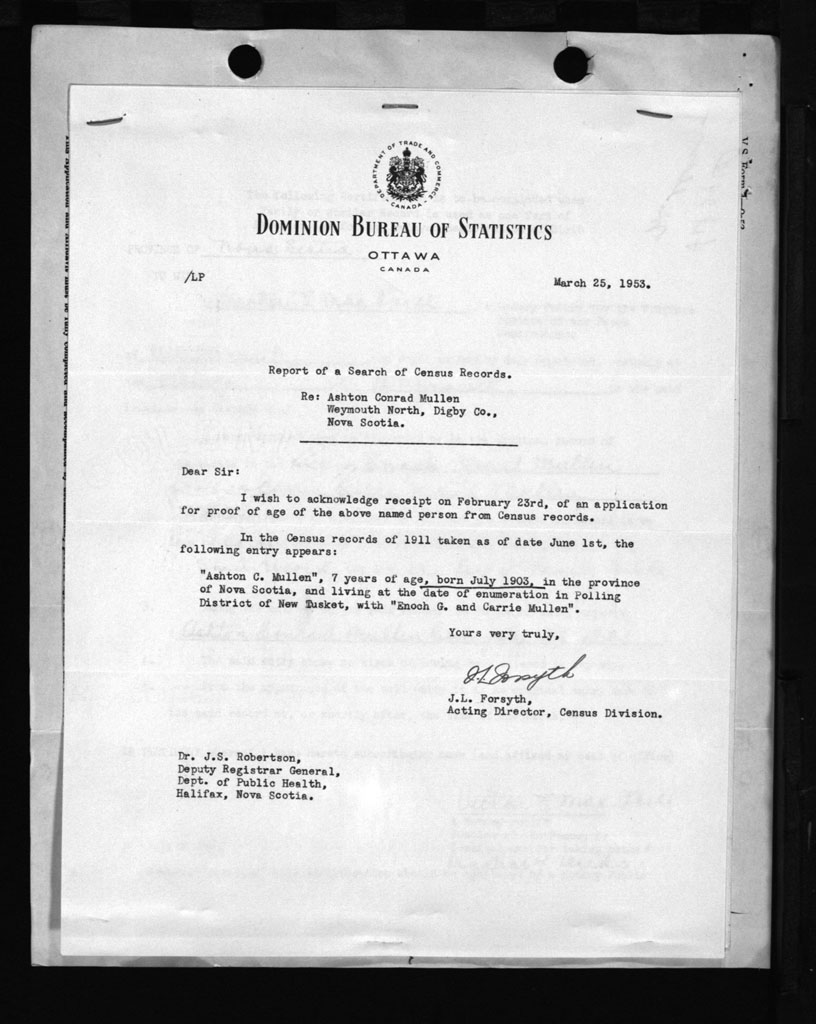 DEPARTMENT OF TRADE AND COMMERCE
CANADA
DOMINION BUREAU OF STATISTICS
OTTAWA
CANADA
/LP
March 25, 1953.
Report of a Search of Census Records.
Re: Ashton Conrad Mullen
Weymouth North, Digby Co.,
Nova Scotia.
Dear Sir:
I wish to acknowledge receipt on February 23rd, of an application
for proof of age of the above named person from Census records.
In the Census records of 1911 taken as of date June 1st, the
following entry appears:
"Ashton C. Mullen", 7 years of age, born July 1903, in the province
of Nova Scotia, and living at the date of enumeration in Polling
District of New Tusket, with "Enoch G. and Carrie Mullen".
Yours very truly,
J.L. Forsyth
J.L. Forsyth,
Acting Director, Census Division.
Dr. J.S. Robertson,
Deputy Registrar General,
Dept. of Public Health,
Halifax, Nova Scotia.